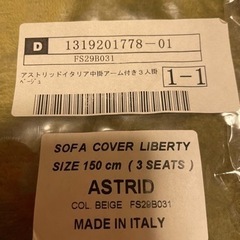 D 1319201778-01
FS29B031
アストリッドイタリア中掛アーム付き3人掛
ベージュ
1-1
SOFA COVER LIBERTY
SIZE 150 cm ( 3 SEATS )
ASTRID
COL. BEIGE FS29B031
MADE IN ITALY